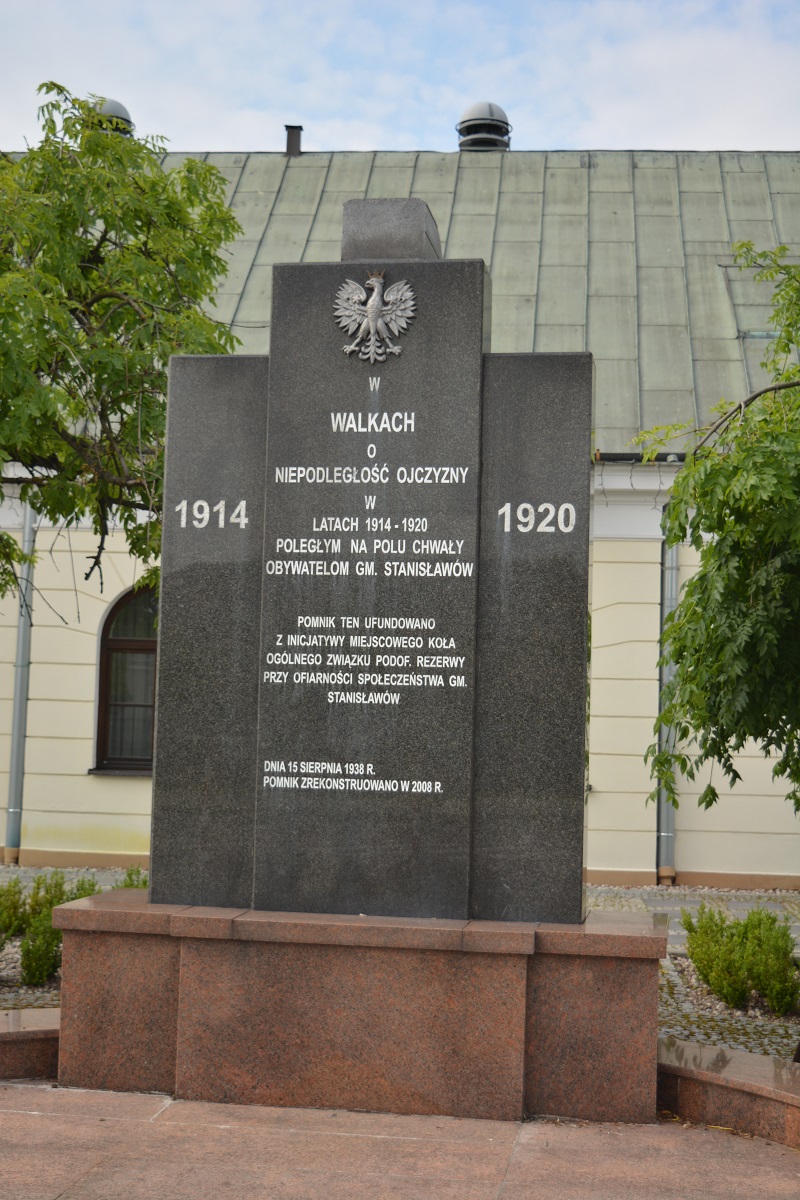 W
WALKACH
O
NIEPODLEGŁOŚĆ OJCZYZNY
W
1914
LATACH 1914 - 1920
1920
POLEGŁYM NA POLU CHWAŁY
OBYWATELOM GM. STANISŁAWÓW
POMNIK TEN UFUNDOWANO
Z INICJATYWY MIEJSCOWEGO KOŁA
OGÓLNEGO ZWIĄZKU PODOF. REZERWY
PRZY OFIARNOŚCI SPOŁECZEŃSTWA GM.
STANISŁAWÓW
DNIA 15 SIERPNIA 1938 R.
POMNIK ZREKONSTRUOWANO W 2008 R.